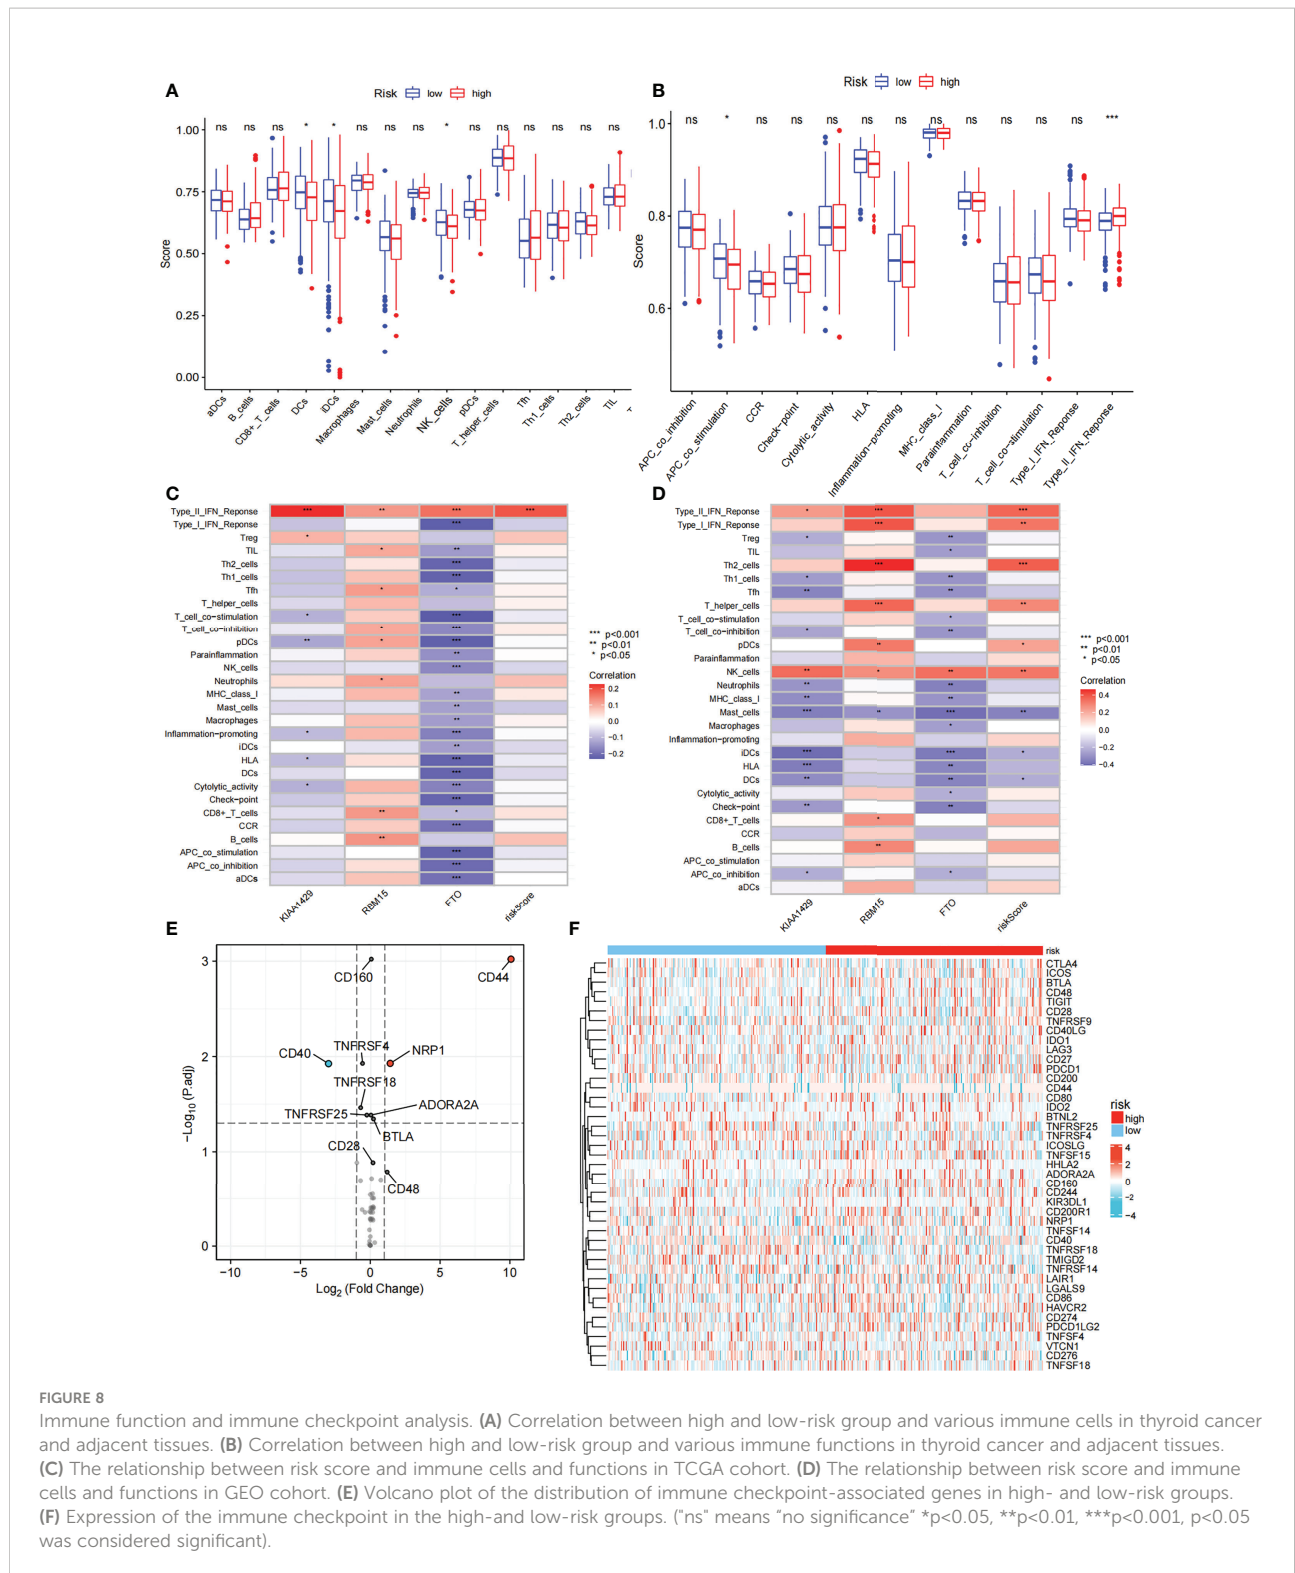 A
Risk low high
ns ns ns * * ns ns ns * ns ns ns ns ns ns
1.00
0.75
0.50
0.25
0.00
Score
aDCs
B_cells
CD8+_T_cells
DCs
iDCs
Macrophages
Mast_cells
Neutrophils
NK_cells
pDCs
T_helper_cells
Tfh
Th1_cells
Th2_cells
TIL
B
Risk low high
ns * ns ns ns ns ns ns ns ns ns ns ***
1.0
0.8
0.6
Score
APC_co_inhibition
APC_co_stimulation
CCR
Check-point
Cytolytic_activity
HLA
Inflammation-promoting
MHC_class_I
Parainflammation
T_cell_co-inhibition
T_cell_co-stimulation
Type_I_IFN_Reponse
Type_II_IFN_Reponse
C
Type_II_IFN_Reponse *** ** *** ***
Type_I_IFN_Reponse ***
Treg *
TIL * **
Th2_cells ***
Th1_cells ***
Tfh * *
T_helper_cells
T_cell_co-stimulation * ***
T_cell_co-inhibition * ***
pDCs ** * ***
Parainflammation **
NK_cells ***
Neutrophils *
MHC_class_I **
Mast_cells **
Macrophages **
Inflammation-promoting * ***
iDCs **
HLA * ***
DCs ***
Cytolytic_activity * ***
Check-point ***
CD8+_T_cells ** *
CCR ***
B_cells **
APC_co_stimulation ***
APC_co_inhibition ***
aDCs ***
KIAA1429
RBM15
FTO
riskScore
*** p<0.001
** p<0.01
* p<0.05
Correlation
0.2
0.1
0.0
-0.1
-0.2
D
Type_II_IFN_Reponse * *** ***
Type_I_IFN_Reponse *** **
Treg * **
TIL *
Th2_cells *** ***
Th1_cells * **
Tfh ** **
T_helper_cells *** **
T_cell_co-stimulation *
T_cell_co-inhibition * **
pDCs ** *
Parainflammation
NK_cells ** * ** **
Neutrophils ** **
MHC_class_I ** **
Mast_cells *** ** *** **
Macrophages *
Inflammation-promoting
iDCs *** *** *
HLA *** **
DCs ** ** *
Cytolytic_activity *
Check-point ** **
CD8+_T_cells *
CCR
B_cells **
APC_co_stimulation
APC_co_inhibition * *
aDCs
KIAA1429
RBM15
FTO
riskScore
*** p<0.001
** p<0.01
* p<0.05
Correlation
0.4
0.2
0.0
-0.2
-0.4
E
3
2
1
0
-Log10 (P.adj)
CD160
CD44
CD40
TNFRSF4
NRP1
TNFRSF18
TNFRSF25
ADORA2A
BTLA
CD28
CD48
-10 -5 0 5 10
Log2 (Fold Change)
F
risk
CTLA4
ICOS
BTLA
CD48
TIGIT
CD28
TNFRSF9
CD40LG
IDO1
LAG3
CD27
PDCD1
CD200
CD44
CD80
IDO2
BTNL2
TNFRSF25
TNFRSF4
ICOSLG
TNFSF15
HHLA2
ADORA2A
CD160
CD244
KIR3DL1
CD200R1
NRP1
TNFSF14
CD40
TNFRSF18
TMIGD2
TNFRSF14
LAIR1
LGALS9
CD86
HAVCR2
CD274
PDCD1LG2
TNFSF4
VTCN1
CD276
TNFSF18
risk
high
low
4
2
0
-2
-4
FIGURE 8
Immune function and immune checkpoint analysis. (A) Correlation between high and low-risk group and various immune cells in thyroid cancer
and adjacent tissues. (B) Correlation between high and low-risk group and various immune functions in thyroid cancer and adjacent tissues.
(C) The relationship between risk score and immune cells and functions in TCGA cohort. (D) The relationship between risk score and immune
cells and functions in GEO cohort. (E) Volcano plot of the distribution of immune checkpoint-associated genes in high- and low-risk groups.
(F) Expression of the immune checkpoint in the high-and low-risk groups. ("ns" means "no significance" *p<0.05, **p<0.01, ***p<0.001, p<0.05
was considered significant).